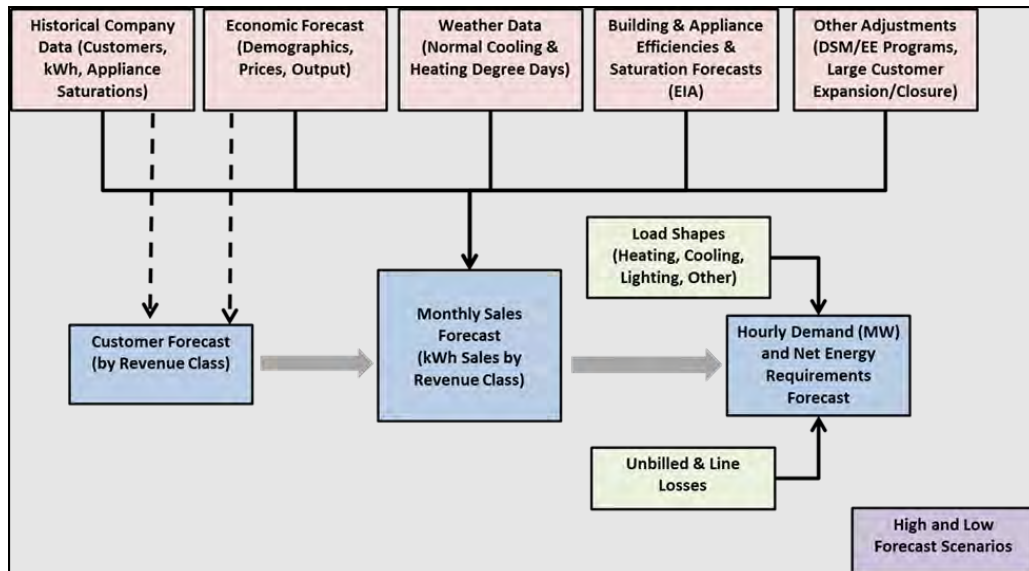 Historical Company
Data (Customers,
kWh, Appliance
Saturations)
Economic Forecast
(Demographics,
Prices, Output)
Weather Data
(Normal Cooling &
Heating Degree Days)
Building & Appliance
Efficiencies &
Saturation Forecasts
(EIA)
Other Adjustments
(DSM/EE Programs,
Large Customer
Expansion/Closure)
Load Shapes
(Heating, Cooling,
Lighting, Other)
Customer Forecast
(by Revenue Class)
Monthly Sales
Forecast
(kWh Sales by
Revenue Class)
Hourly Demand (MW)
and Net Energy
Requirements
Forecast
Unbilled & Line
Losses
High and Low
Forecast Scenarios